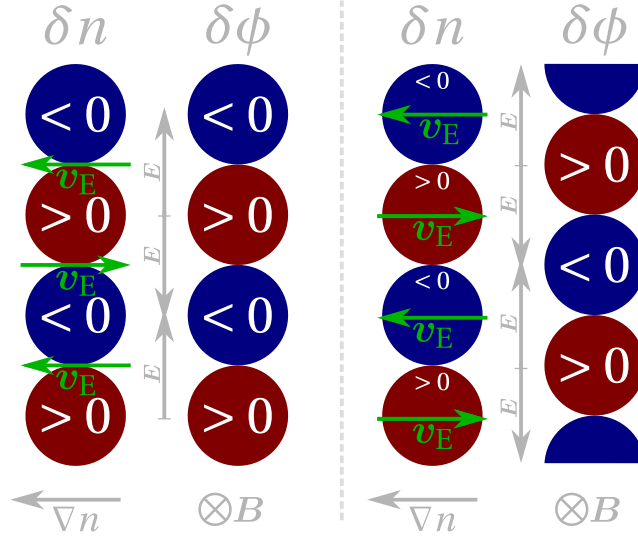 δn δϕ δn δϕ
< 0 < 0 < 0
E
v_E
v_E E > 0
> 0 > 0 > 0
E v_E E
v_E
< 0
< 0 < 0 < 0
v_E
E E
v_E
> 0
> 0 > 0 > 0
E
v_E
∇n ⊗B ∇n ⊗B